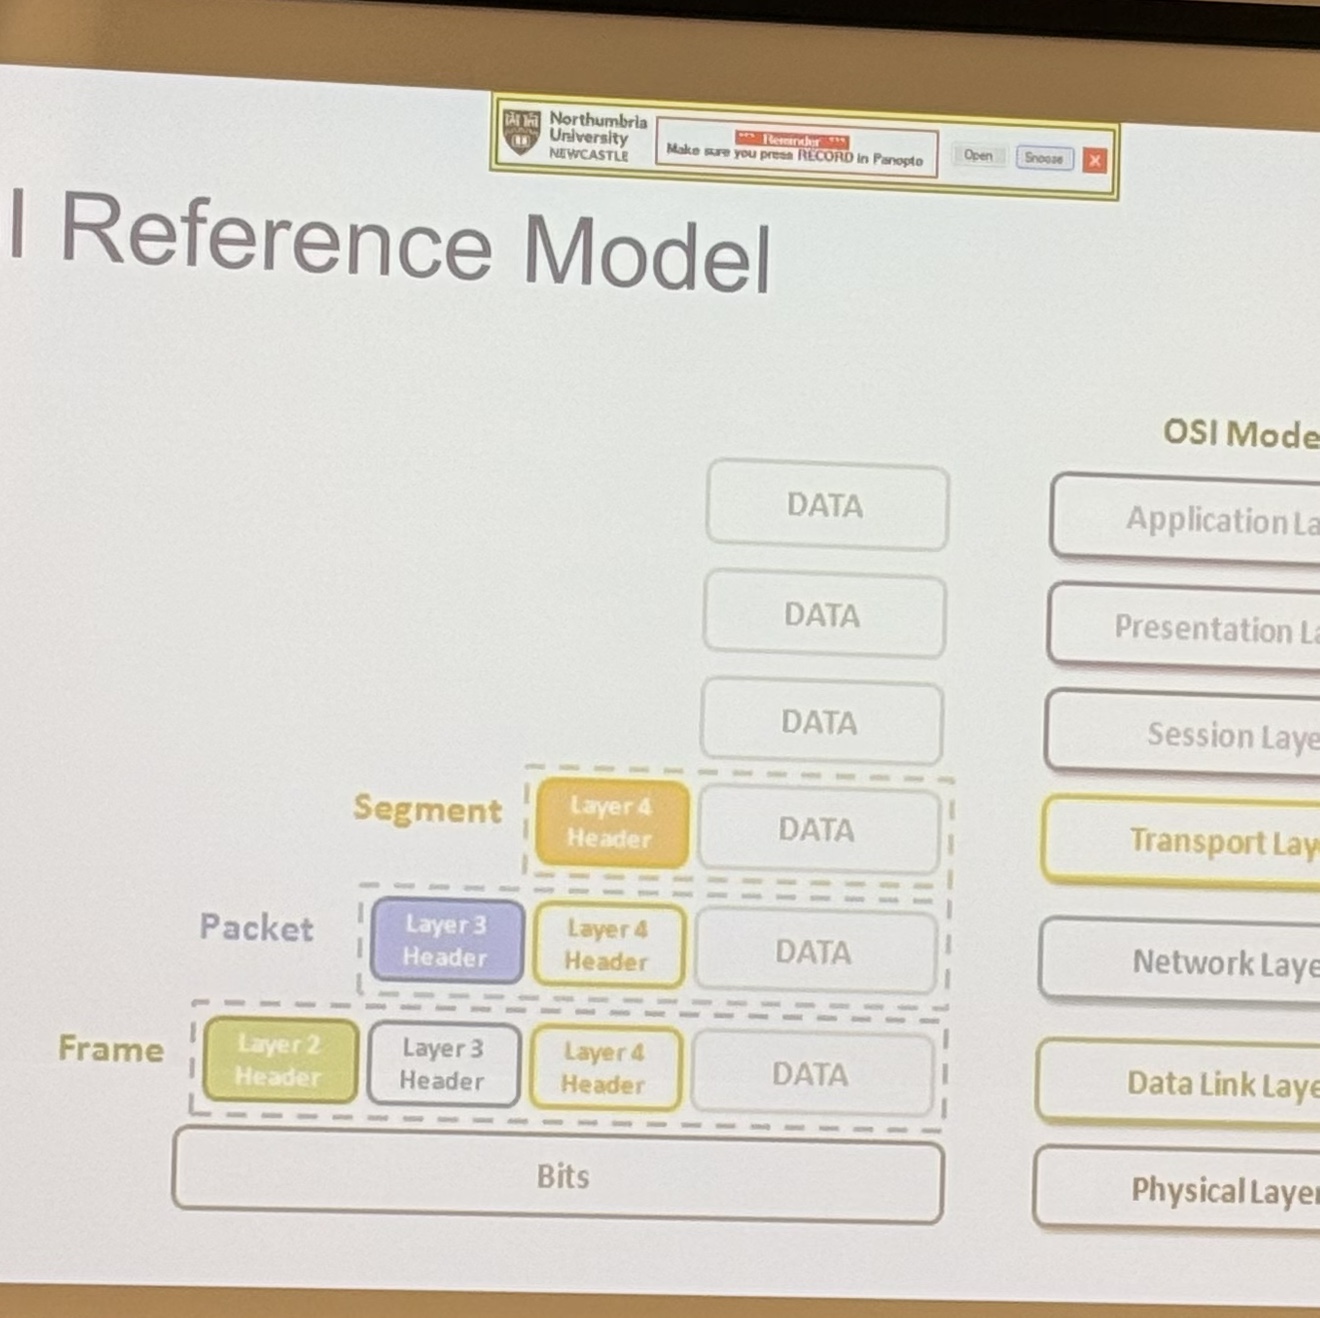 Northumbria
University
NEWCASTLE
*** Reminder ***
Make sure you press RECORD in Panopto
Open
Snooze
X
I Reference Model
OSI Mode
DATA
Application La
DATA
Presentation La
DATA
Session Laye
Segment
Layer 4
Header
DATA
Transport Lay
Packet
Layer 3
Header
Layer 4
Header
DATA
Network Laye
Frame
Layer 2
Header
Layer 3
Header
Layer 4
Header
DATA
Data Link Laye
Bits
Physical Layer